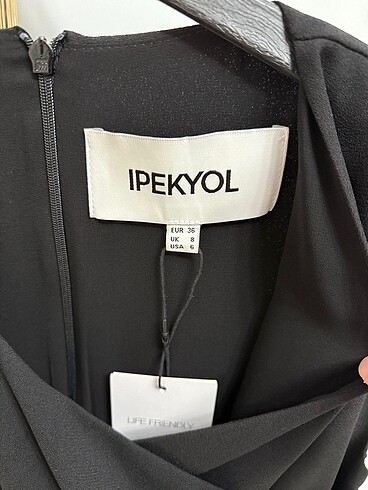 IPEKYOL
EUR 36
UK 8
USA 6
LIFE FRIENDLY